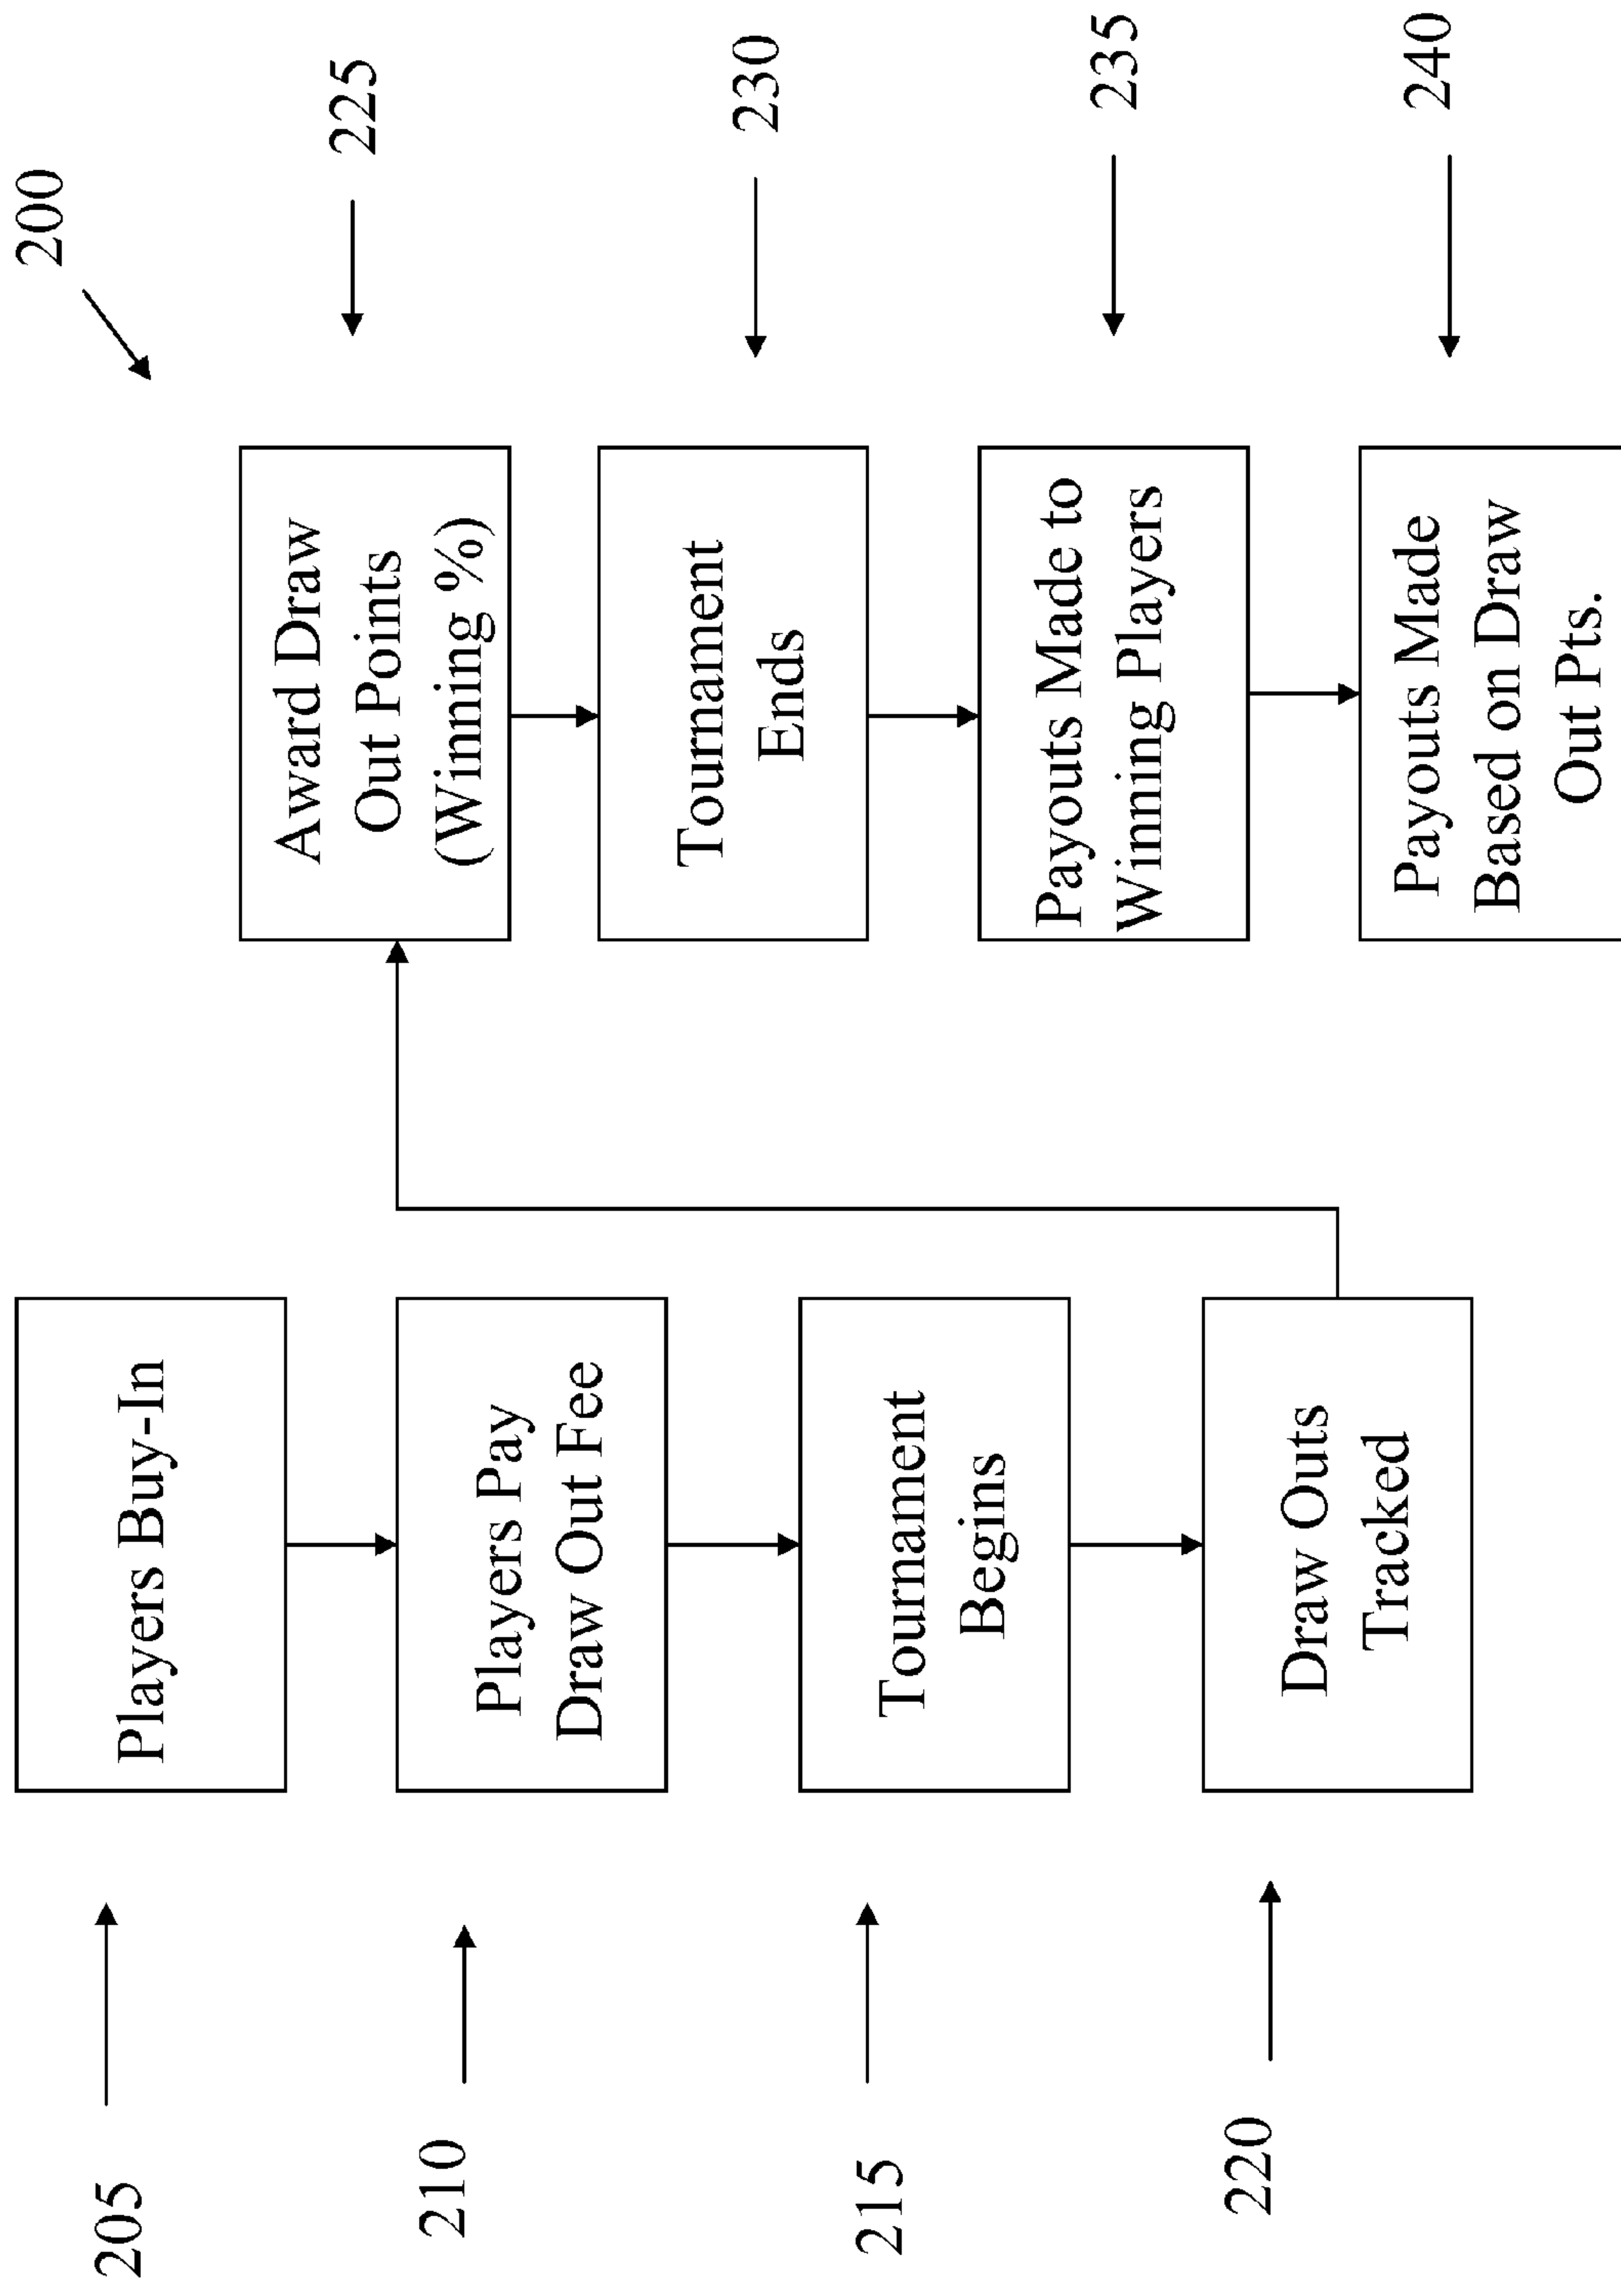 200
205
Players Buy-In
210
Players Pay
Draw Out Fee
215
Tournament
Begins
220
Draw Outs
Tracked
Award Draw
Out Points
(Winning %)
225
Tournament
Ends
230
Payouts Made to
Winning Players
235
Payouts Made
Based on Draw
Out Pts.
240